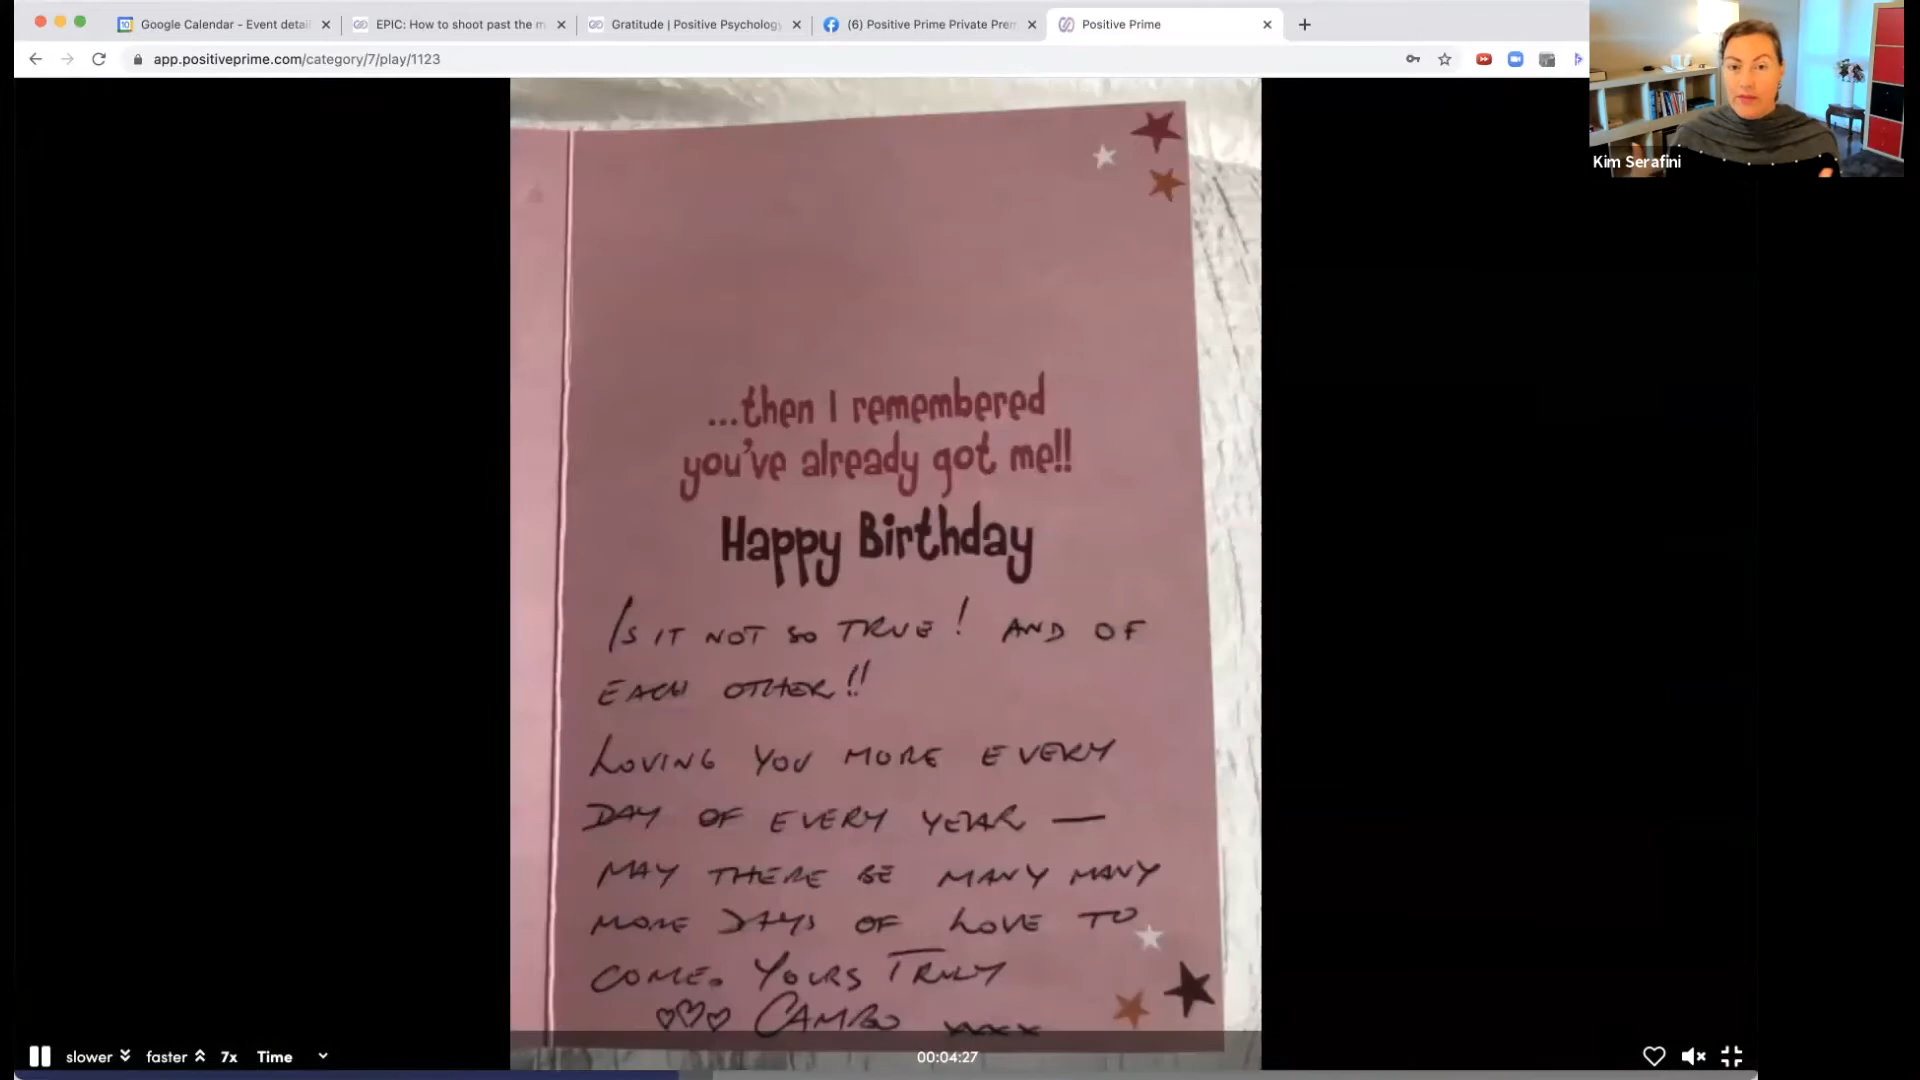 Google Calendar - Event detai
EPIC: How to shoot past the m
Gratitude | Positive Psychology
(6) Positive Prime Private Prem
Positive Prime
app.positiveprime.com/category/7/play/1123
Kim Serafini
...then I remembered
you've already got me!!
Happy Birthday
IS IT NOT SO TRUE! AND OF
EACH OTHER!!
LOVING YOU MORE EVERY
DAY OF EVERY YEAR —
MAY THERE BE MANY MANY
MORE DAYS OF LOVE TO
COME. YOURS TRULY
♡♡♡ CAMBO xxxx
slower faster 7x Time 00:04:27